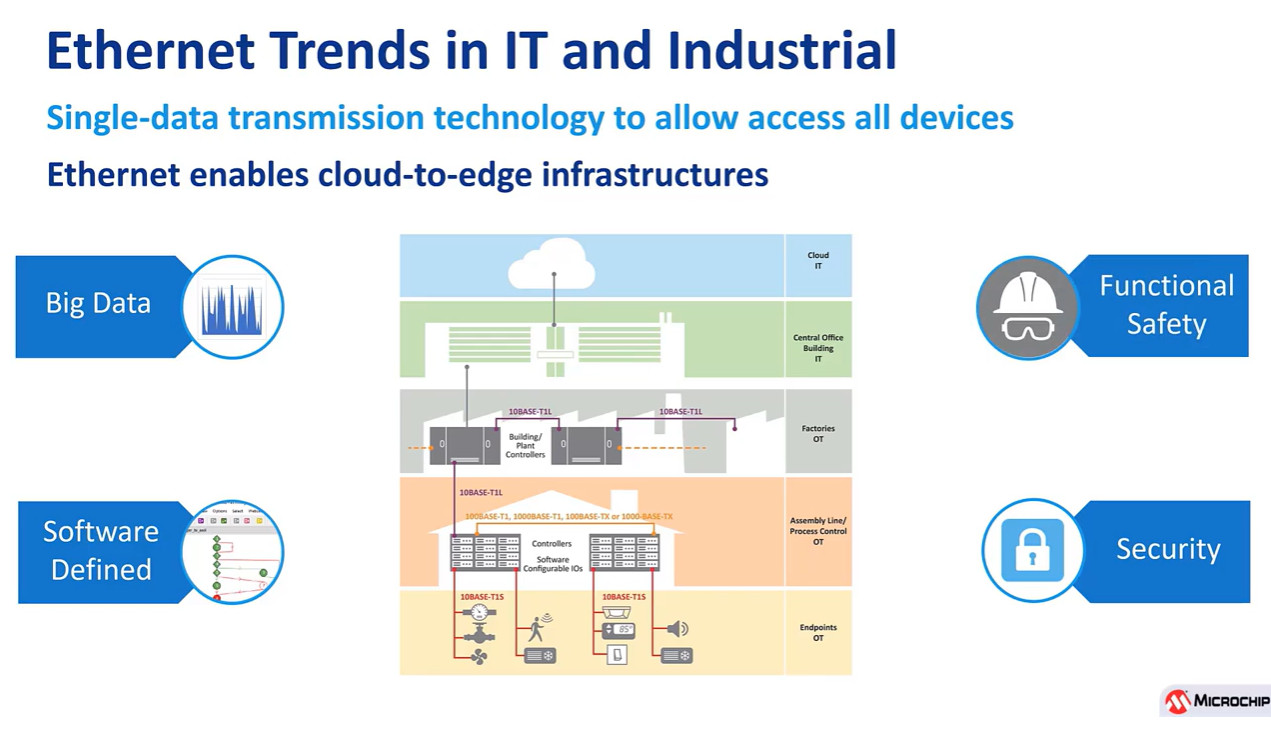 Ethernet Trends in IT and Industrial
Single-data transmission technology to allow access all devices
Ethernet enables cloud-to-edge infrastructures
Big Data
Software
Defined
Options
Select
Cloud
IT
Central Office
Building
IT
10BASE-T1L
10BASE-T1L
Building/
Plant
Controllers
Factories
OT
10BASE-T1L
100BASE-T1, 1000BASE-T1, 100BASE-TX or 1000-BASE-TX
Controllers
Software
Configurable IOs
Assembly Line/
Process Control
OT
10BASE-T1S
10BASE-T1S
85°
Endpoints
OT
Functional
Safety
Security
MICROCHIP